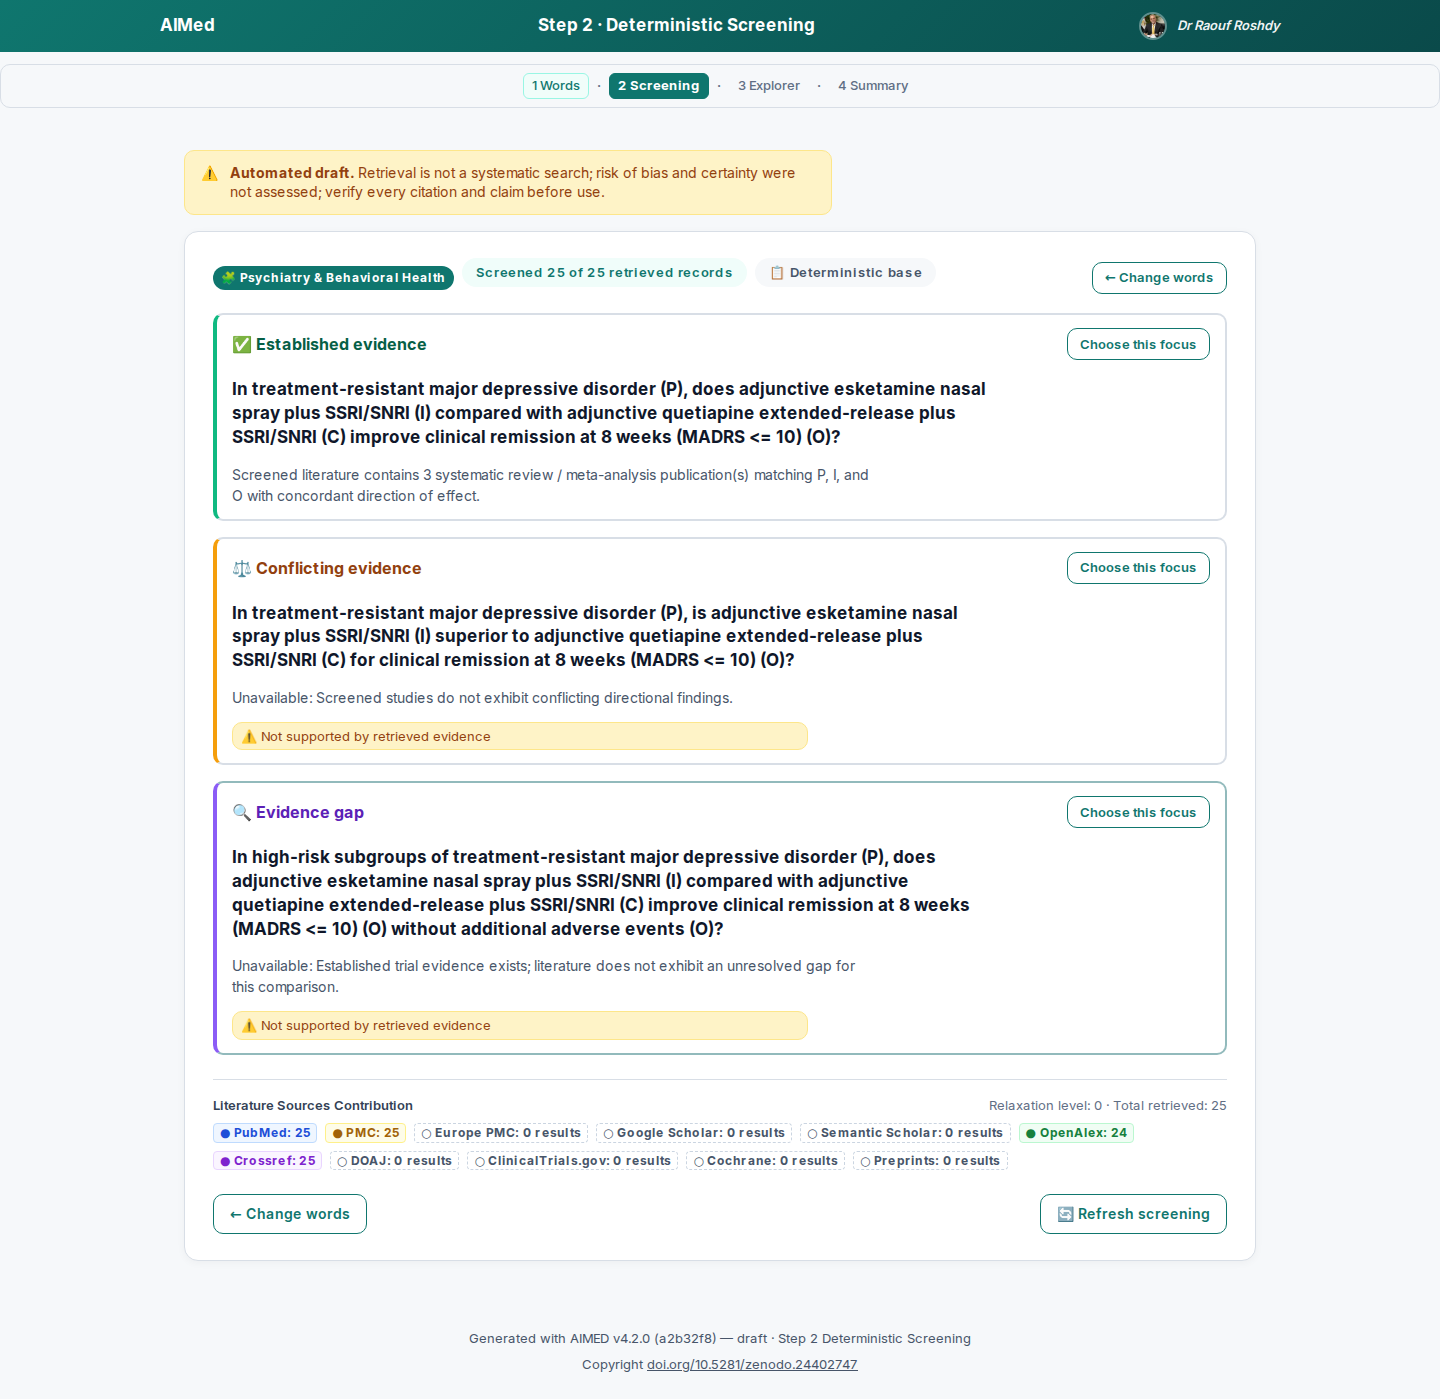 AIMed
Step 2 · Deterministic Screening
Dr Raouf Roshdy
1 Words · 2 Screening · 3 Explorer · 4 Summary
⚠️ Automated draft. Retrieval is not a systematic search; risk of bias and certainty were
not assessed; verify every citation and claim before use.
🧩 Psychiatry & Behavioral Health
Screened 25 of 25 retrieved records
📋 Deterministic base
← Change words
✅ Established evidence
Choose this focus
In treatment-resistant major depressive disorder (P), does adjunctive esketamine nasal
spray plus SSRI/SNRI (I) compared with adjunctive quetiapine extended-release plus
SSRI/SNRI (C) improve clinical remission at 8 weeks (MADRS <= 10) (O)?
Screened literature contains 3 systematic review / meta-analysis publication(s) matching P, I, and
O with concordant direction of effect.
⚖️ Conflicting evidence
Choose this focus
In treatment-resistant major depressive disorder (P), is adjunctive esketamine nasal
spray plus SSRI/SNRI (I) superior to adjunctive quetiapine extended-release plus
SSRI/SNRI (C) for clinical remission at 8 weeks (MADRS <= 10) (O)?
Unavailable: Screened studies do not exhibit conflicting directional findings.
⚠️ Not supported by retrieved evidence
🔍 Evidence gap
Choose this focus
In high-risk subgroups of treatment-resistant major depressive disorder (P), does
adjunctive esketamine nasal spray plus SSRI/SNRI (I) compared with adjunctive
quetiapine extended-release plus SSRI/SNRI (C) improve clinical remission at 8 weeks
(MADRS <= 10) (O) without additional adverse events (O)?
Unavailable: Established trial evidence exists; literature does not exhibit an unresolved gap for
this comparison.
⚠️ Not supported by retrieved evidence
Literature Sources Contribution
Relaxation level: 0 · Total retrieved: 25
● PubMed: 25 ● PMC: 25 ○ Europe PMC: 0 results ○ Google Scholar: 0 results ○ Semantic Scholar: 0 results ● OpenAlex: 24
● Crossref: 25 ○ DOAJ: 0 results ○ ClinicalTrials.gov: 0 results ○ Cochrane: 0 results ○ Preprints: 0 results
← Change words
🔄 Refresh screening
Generated with AIMED v4.2.0 (a2b32f8) — draft · Step 2 Deterministic Screening
Copyright doi.org/10.5281/zenodo.24402747